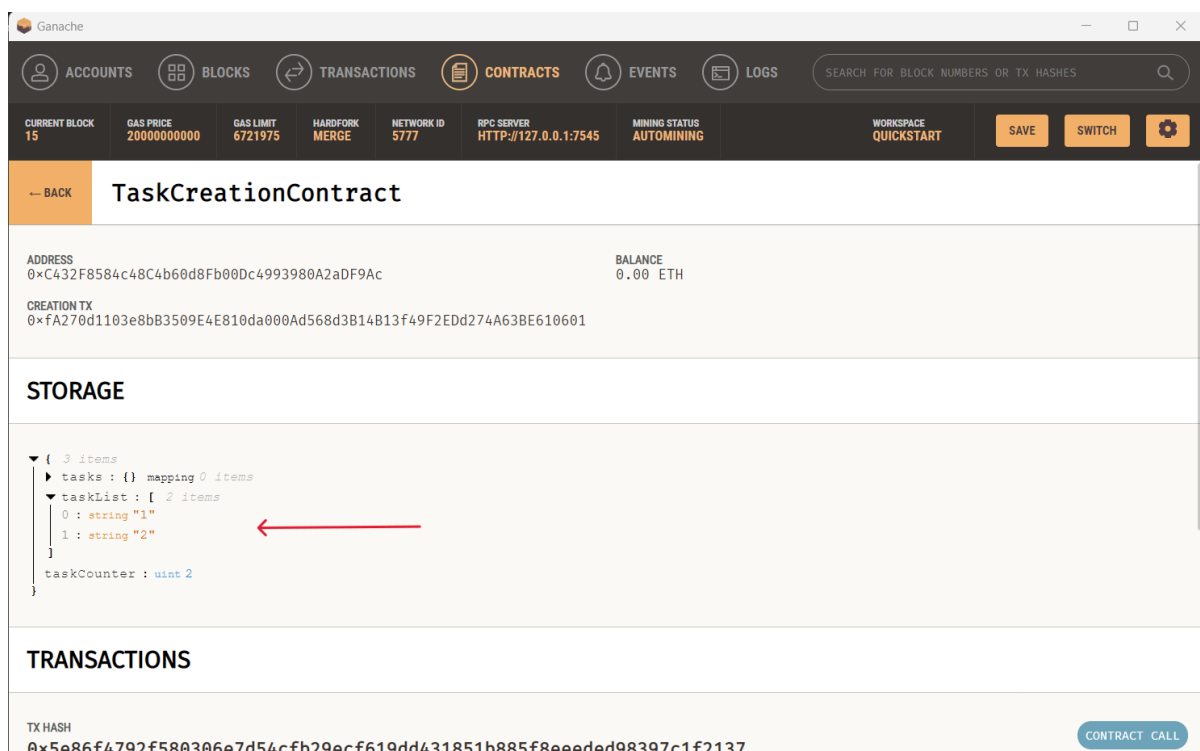 Ganache
ACCOUNTS BLOCKS TRANSACTIONS CONTRACTS EVENTS LOGS SEARCH FOR BLOCK NUMBERS OR TX HASHES
CURRENT BLOCK GAS PRICE GAS LIMIT HARDFORK NETWORK ID RPC SERVER MINING STATUS WORKSPACE
15 20000000000 6721975 MERGE 5777 HTTP://127.0.0.1:7545 AUTOMINING QUICKSTART SAVE SWITCH
← BACK TaskCreationContract
ADDRESS BALANCE
0×C432F8584c48C4b60d8Fb00Dc4993980A2aDF9Ac 0.00 ETH
CREATION TX
0×fA270d1103e8bB3509E4E810da000Ad568d3B14B13f49F2EDd274A63BE610601
STORAGE
{ 3 items
tasks : {} mapping 0 items
taskList : [ 2 items
0 : string "1"
1 : string "2"
]
taskCounter : uint 2
}
TRANSACTIONS
TX HASH
0×5e86f4792f580306e7d54cfb29ecf619dd431851b885f8eeeded98397c1f2137 CONTRACT CALL